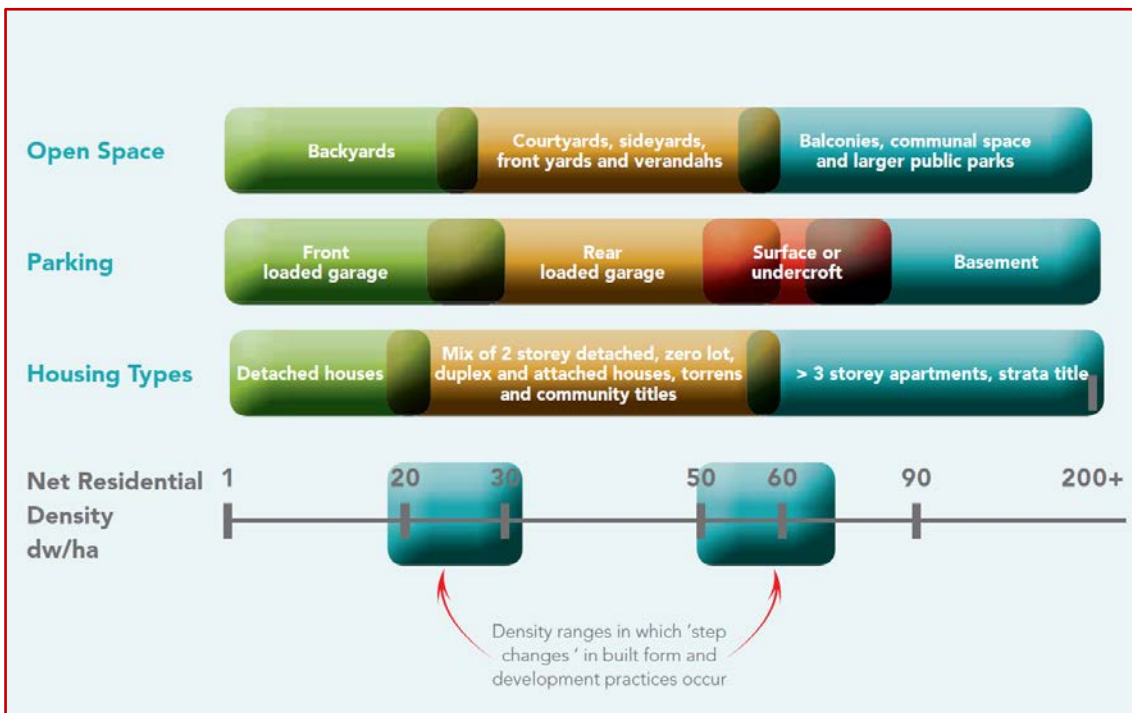 Open Space
Backyards
Courtyards, sideyards,
front yards and verandahs
Balconies, communal space
and larger public parks
Parking
Front
loaded garage
Rear
loaded garage
Surface or
undercroft
Basement
Housing Types
Detached houses
Mix of 2 storey detached, zero lot,
duplex and attached houses, torrens
and community titles
> 3 storey apartments, strata title
Net Residential
Density
dw/ha
1
20
30
50
60
90
200+
Density ranges in which ‘step
changes ’ in built form and
development practices occur